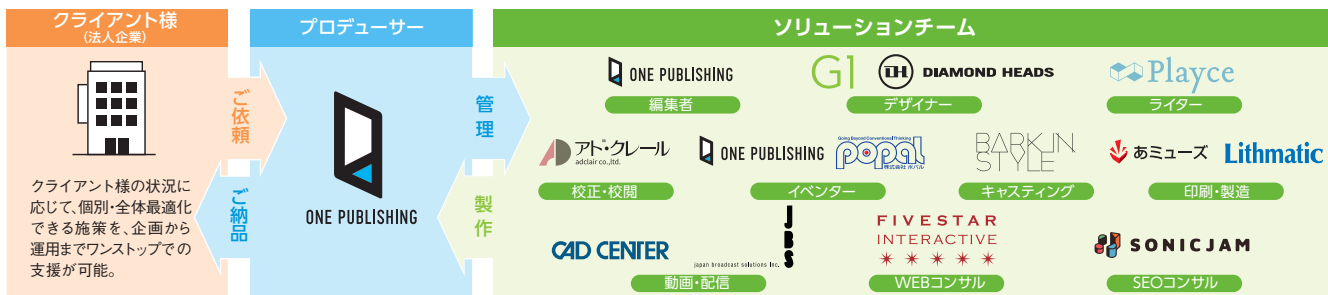 クライアント様
(法人企業)
クライアント様の状況に
応じて、個別・全体最適化
できる施策を、企画から
運用までワンストップでの
支援が可能。
ご依頼
ご納品
プロデューサー
ONE PUBLISHING
管理
製作
ソリューションチーム
ONE PUBLISHING
編集者
G1
DH DIAMOND HEADS
デザイナー
Playce
ライター
アド・クレール
adclair co.,ltd.
校正・校閲
ONE PUBLISHING
Going Beyond Conventional Thinking
popal
株式会社 ポパル
イベンター
BARK IN
STYLE
キャスティング
あミューズ
Lithmatic
印刷・製造
CAD CENTER
JBS
japan broadcast solutions Inc.
動画・配信
FIVESTAR
INTERACTIVE
★★★★★
WEBコンサル
SONICJAM
SEOコンサル